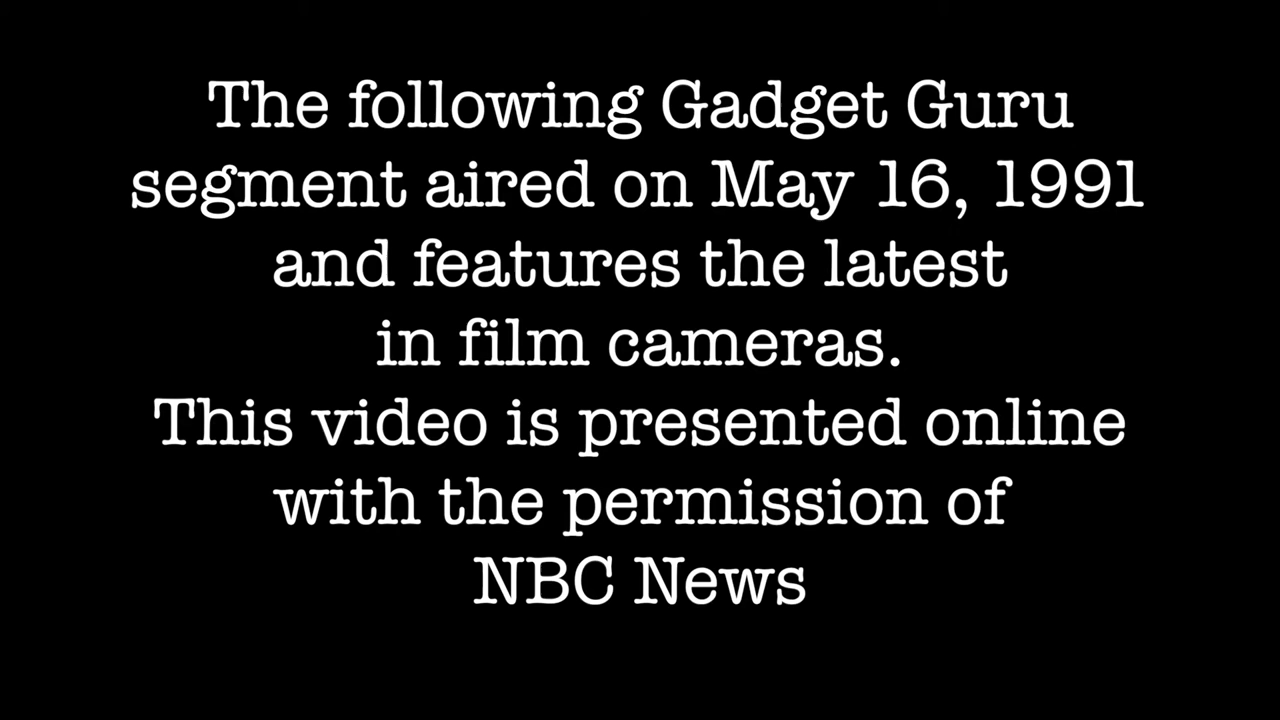 The following Gadget Guru
segment aired on May 16, 1991
and features the latest
in film cameras.
This video is presented online
with the permission of
NBC News